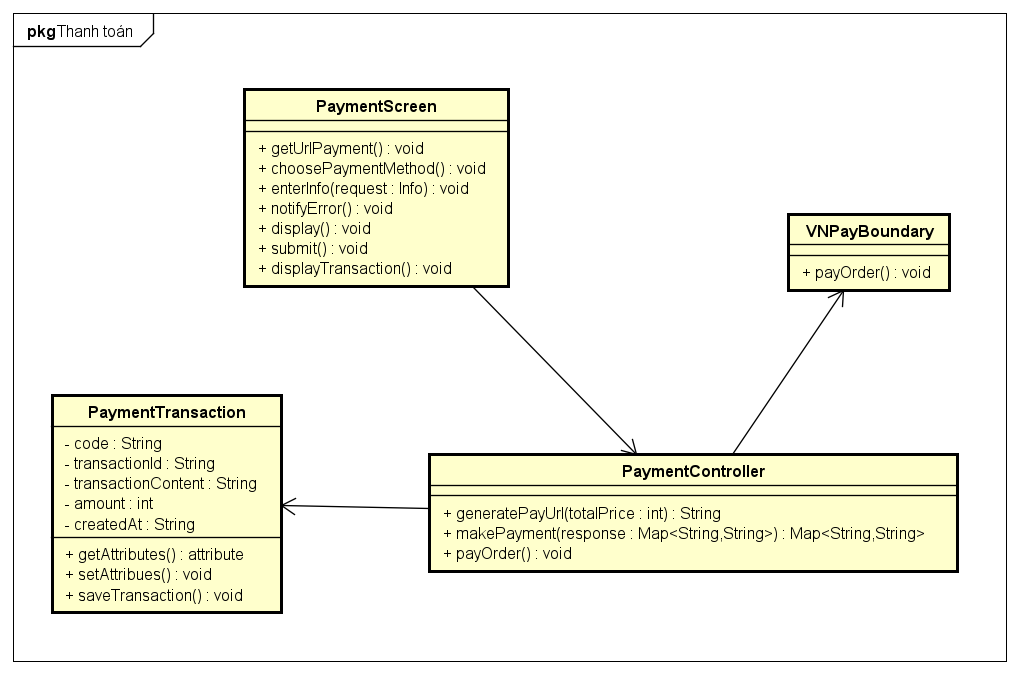 pkg Thanh toán
PaymentScreen
+ getUrlPayment() : void
+ choosePaymentMethod() : void
+ enterInfo(request : Info) : void
+ notifyError() : void
+ display() : void
+ submit() : void
+ displayTransaction() : void
VNPayBoundary
+ payOrder() : void
PaymentTransaction
- code : String
- transactionId : String
- transactionContent : String
- amount : int
- createdAt : String
+ getAttributes() : attribute
+ setAttribues() : void
+ saveTransaction() : void
PaymentController
+ generatePayUrl(totalPrice : int) : String
+ makePayment(response : Map<String,String>) : Map<String,String>
+ payOrder() : void